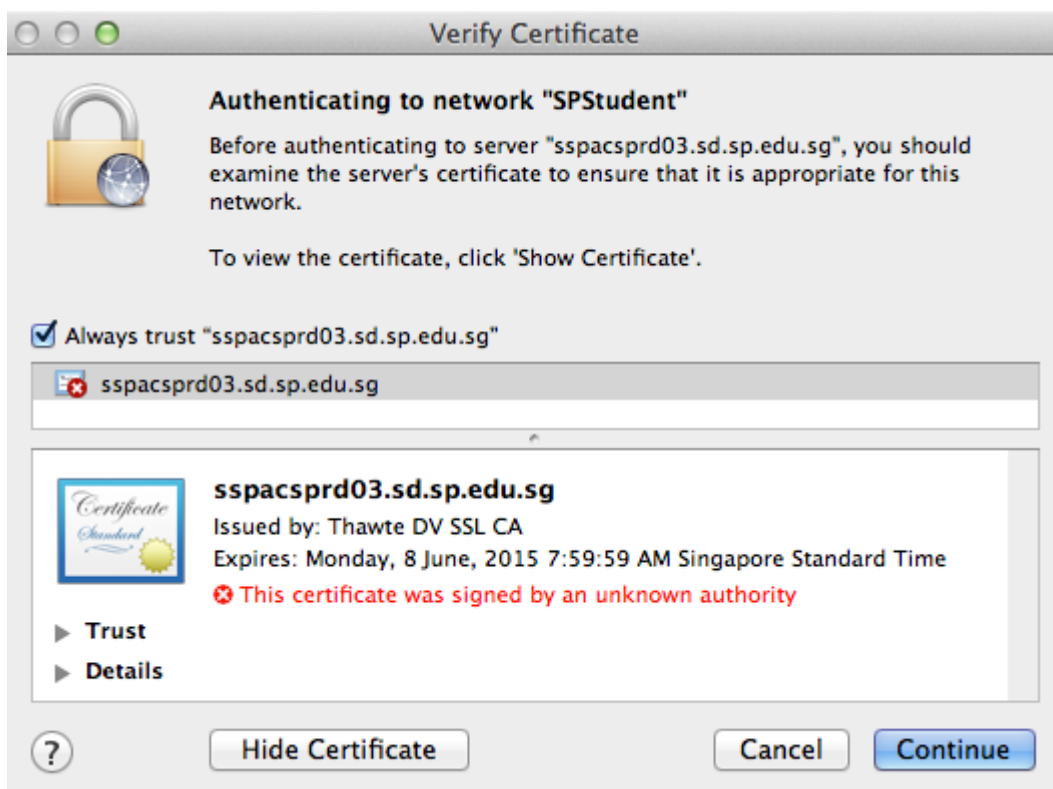 Verify Certificate
Authenticating to network "SPStudent"
Before authenticating to server "sspacsprd03.sd.sp.edu.sg", you should
examine the server's certificate to ensure that it is appropriate for this
network.
To view the certificate, click 'Show Certificate'.
Always trust "sspacsprd03.sd.sp.edu.sg"
sspacsprd03.sd.sp.edu.sg
Certificate
Standard
sspacsprd03.sd.sp.edu.sg
Issued by: Thawte DV SSL CA
Expires: Monday, 8 June, 2015 7:59:59 AM Singapore Standard Time
This certificate was signed by an unknown authority
Trust
Details
?
Hide Certificate
Cancel
Continue